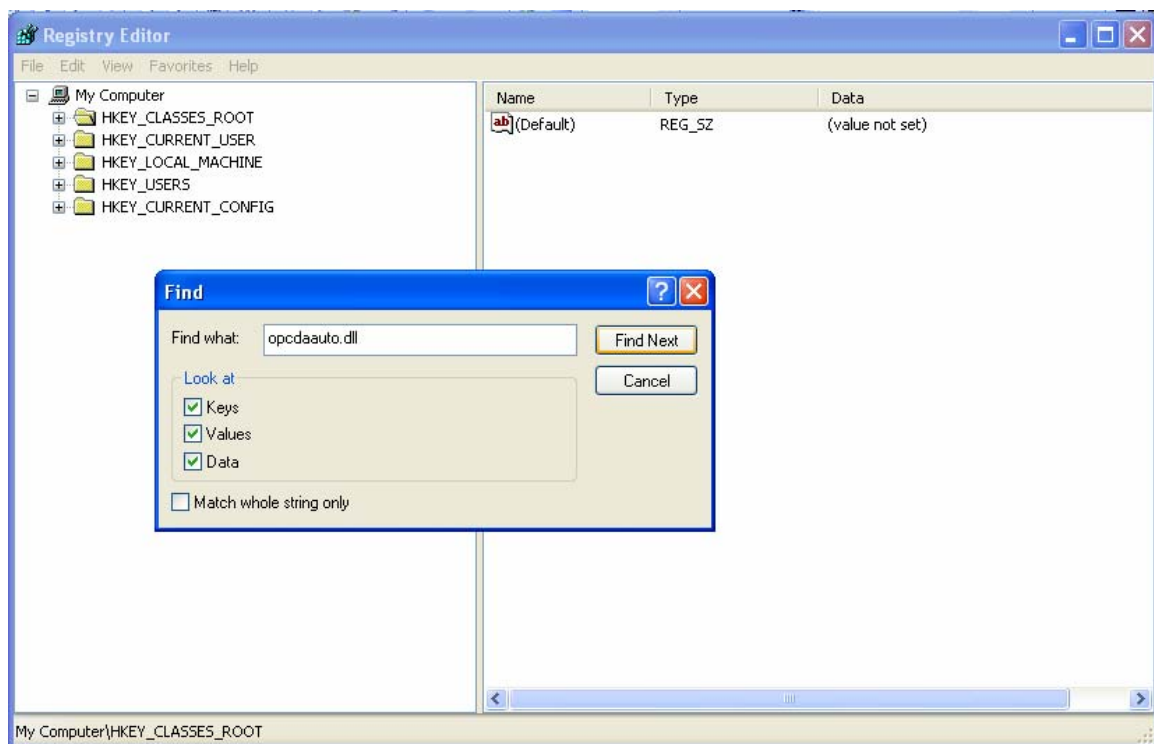 Registry Editor
File Edit View Favorites Help
My Computer
HKEY_CLASSES_ROOT
HKEY_CURRENT_USER
HKEY_LOCAL_MACHINE
HKEY_USERS
HKEY_CURRENT_CONFIG
Name Type Data
ab (Default) REG_SZ (value not set)
Find
Find what: opcdaauto.dll Find Next
Look at Cancel
Keys
Values
Data
Match whole string only
My Computer\HKEY_CLASSES_ROOT